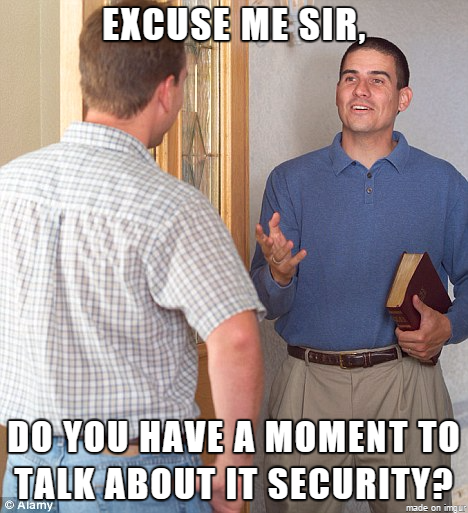 EXCUSE ME SIR,
DO YOU HAVE A MOMENT TO
TALK ABOUT IT SECURITY?
© Alamy
made on imgur